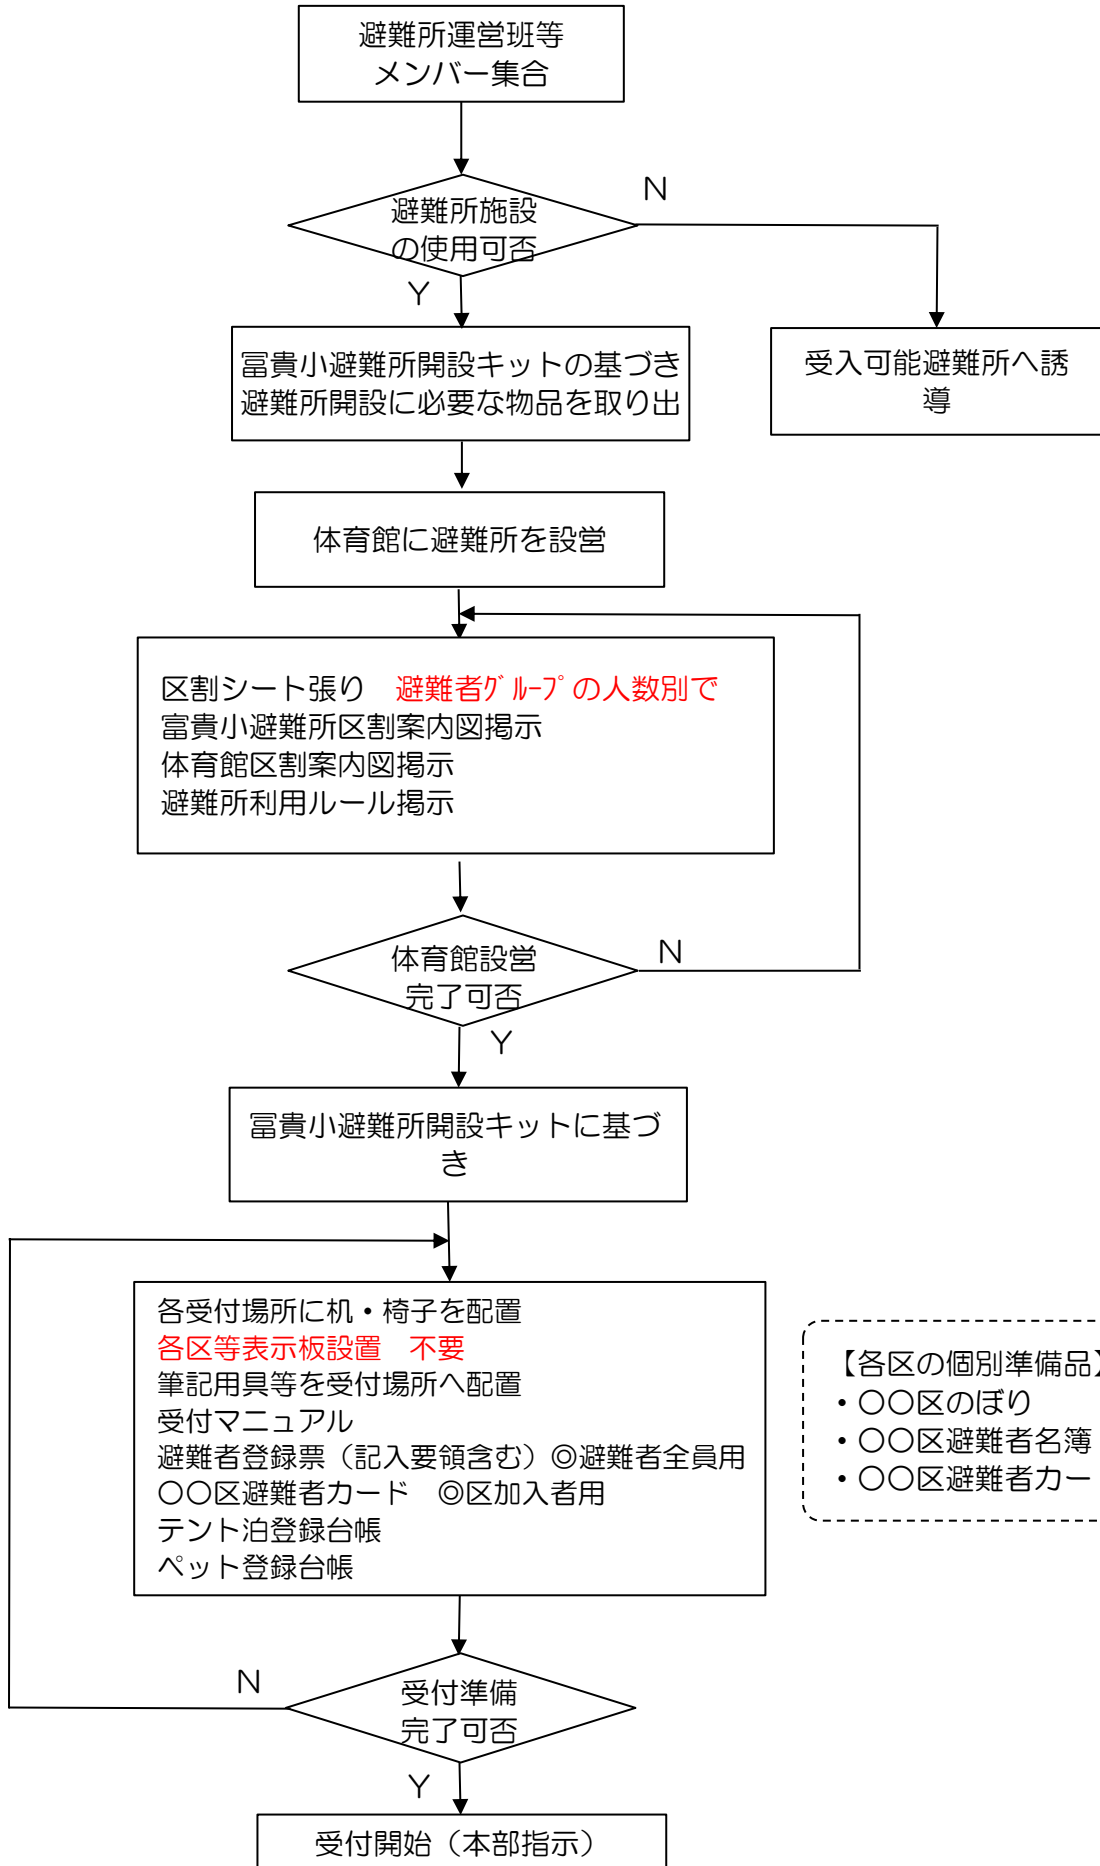 避難所運営班等
メンバー集合
避難所施設
の使用可否
N
Y
冨貴小避難所開設キットの基づき
避難所開設に必要な物品を取り出
受入可能避難所へ誘
導
体育館に避難所を設営
区割シート張り　避難者ｸﾞﾙｰﾌﾟの人数別で
富貴小避難所区割案内図掲示
体育館区割案内図掲示
避難所利用ルール掲示
体育館設営
完了可否
N
Y
冨貴小避難所開設キットに基づ
き
各受付場所に机・椅子を配置
各区等表示板設置　不要
筆記用具等を受付場所へ配置
受付マニュアル
避難者登録票（記入要領含む）◎避難者全員用
〇〇区避難者カード　◎区加入者用
テント泊登録台帳
ペット登録台帳
【各区の個別準備品】
・〇〇区のぼり
・〇〇区避難者名簿
・〇〇区避難者カー
N
受付準備
完了可否
Y
受付開始（本部指示）